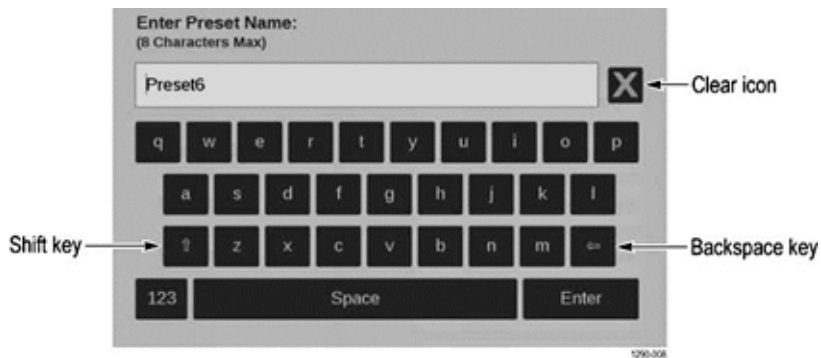 Enter Preset Name:
(8 Characters Max)
Preset6
X
Clear icon
q w e r t y u i o p
a s d f g h j k l
Shift key
⇧ z x c v b n m ⇦
Backspace key
123 Space Enter
1290-008